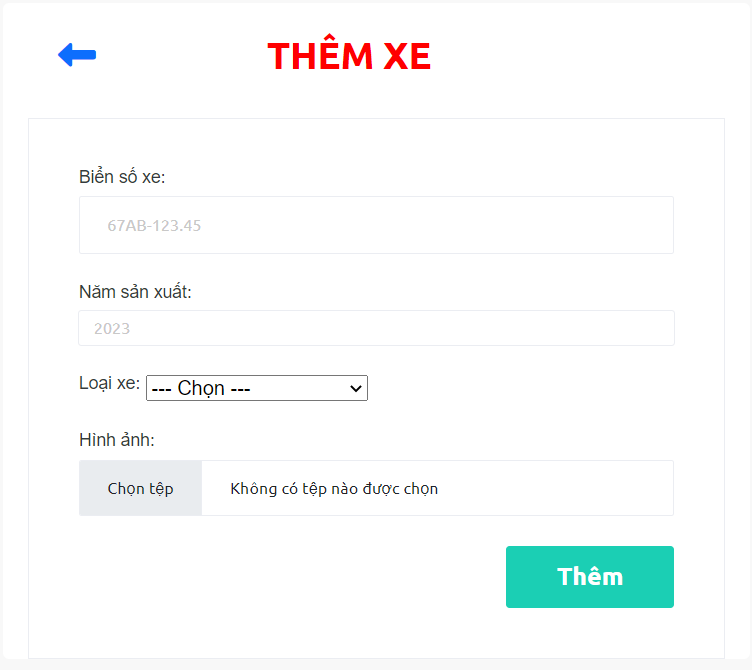 THÊM XE
Biển số xe:
67AB-123.45
Năm sản xuất:
2023
Loại xe: --- Chọn ---
Hình ảnh:
Chọn tệp Không có tệp nào được chọn
Thêm